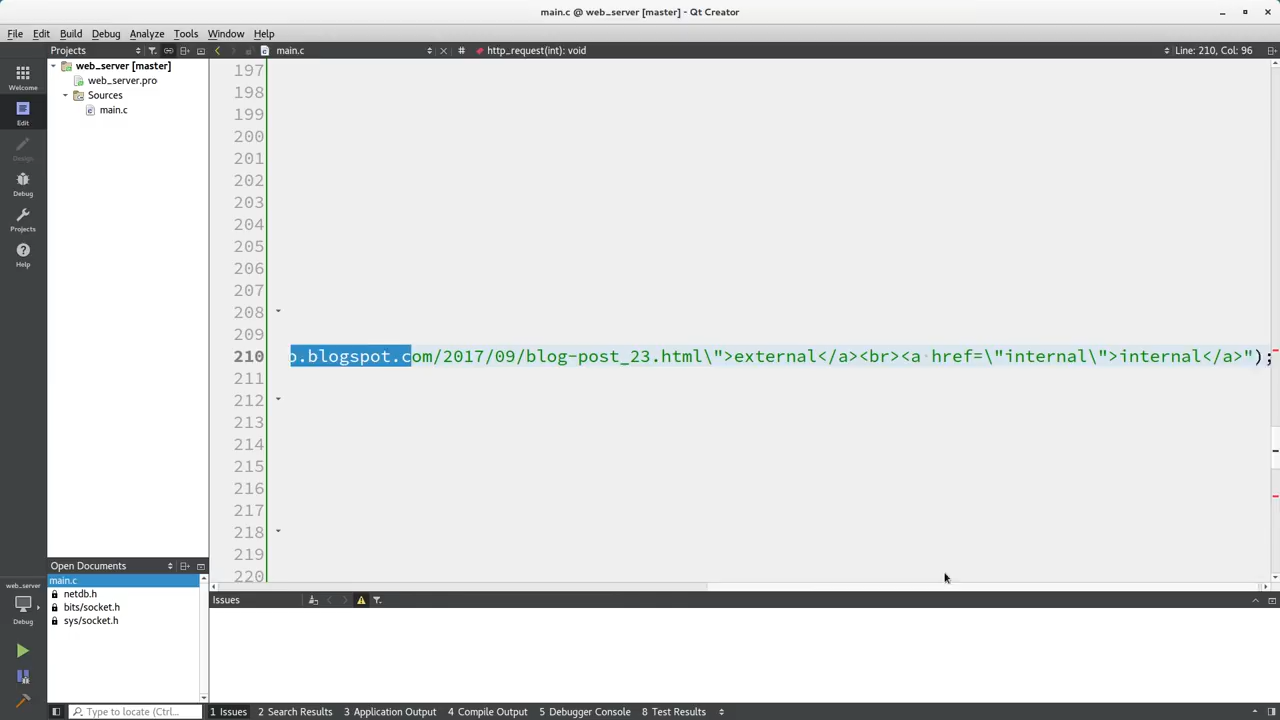 main.c @ web_server [master] - Qt Creator
File Edit Build Debug Analyze Tools Window Help
Projects main.c # http_request(int): void Line: 210, Col: 96
web_server [master]
web_server.pro
Sources
main.c
Welcome
Edit
Design
Debug
Projects
Help
197
198
199
200
201
202
203
204
205
206
207
208
209
210 .blogspot.com/2017/09/blog-post_23.html\">external</a><br><a href=\"internal\">internal</a>");
211
212
213
214
215
216
217
218
219
220
Open Documents
main.c
netdb.h
bits/socket.h
sys/socket.h
web_server
Debug
Issues
Type to locate (Ctrl...
1 Issues 2 Search Results 3 Application Output 4 Compile Output 5 Debugger Console 8 Test Results